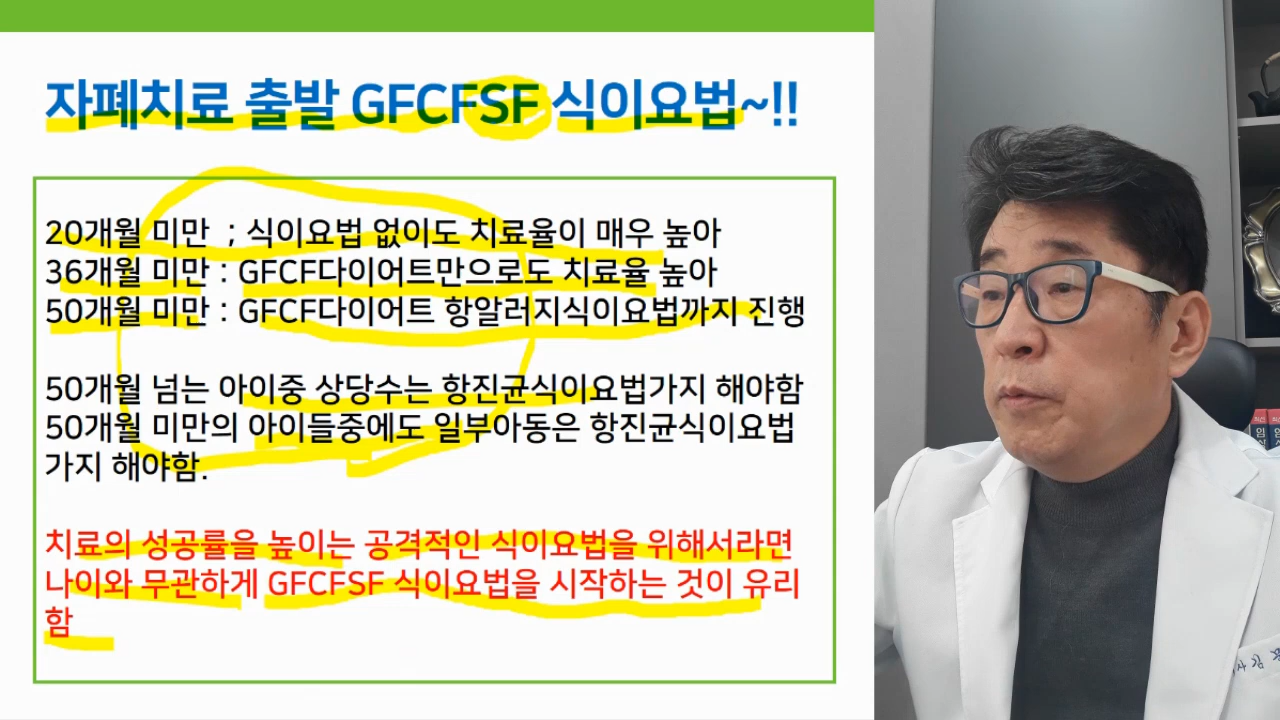 자폐치료 출발 GFCFSF 식이요법~!!
20개월 미만 ; 식이요법 없이도 치료율이 매우 높아
36개월 미만 : GFCF다이어트만으로도 치료율 높아
50개월 미만 : GFCF다이어트 항알러지식이요법까지 진행
50개월 넘는 아이중 상당수는 항진균식이요법가지 해야함
50개월 미만의 아이들중에도 일부아동은 항진균식이요법
가지 해야함.
치료의 성공률을 높이는 공격적인 식이요법을 위해서라면
나이와 무관하게 GFCFSF 식이요법을 시작하는 것이 유리
함